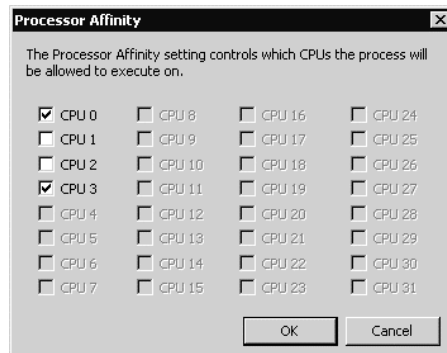 Processor Affinity
The Processor Affinity setting controls which CPUs the process will
be allowed to execute on.
CPU 0 CPU 8 CPU 16 CPU 24
CPU 1 CPU 9 CPU 17 CPU 25
CPU 2 CPU 10 CPU 18 CPU 26
CPU 3 CPU 11 CPU 19 CPU 27
CPU 4 CPU 12 CPU 20 CPU 28
CPU 5 CPU 13 CPU 21 CPU 29
CPU 6 CPU 14 CPU 22 CPU 30
CPU 7 CPU 15 CPU 23 CPU 31
OK Cancel